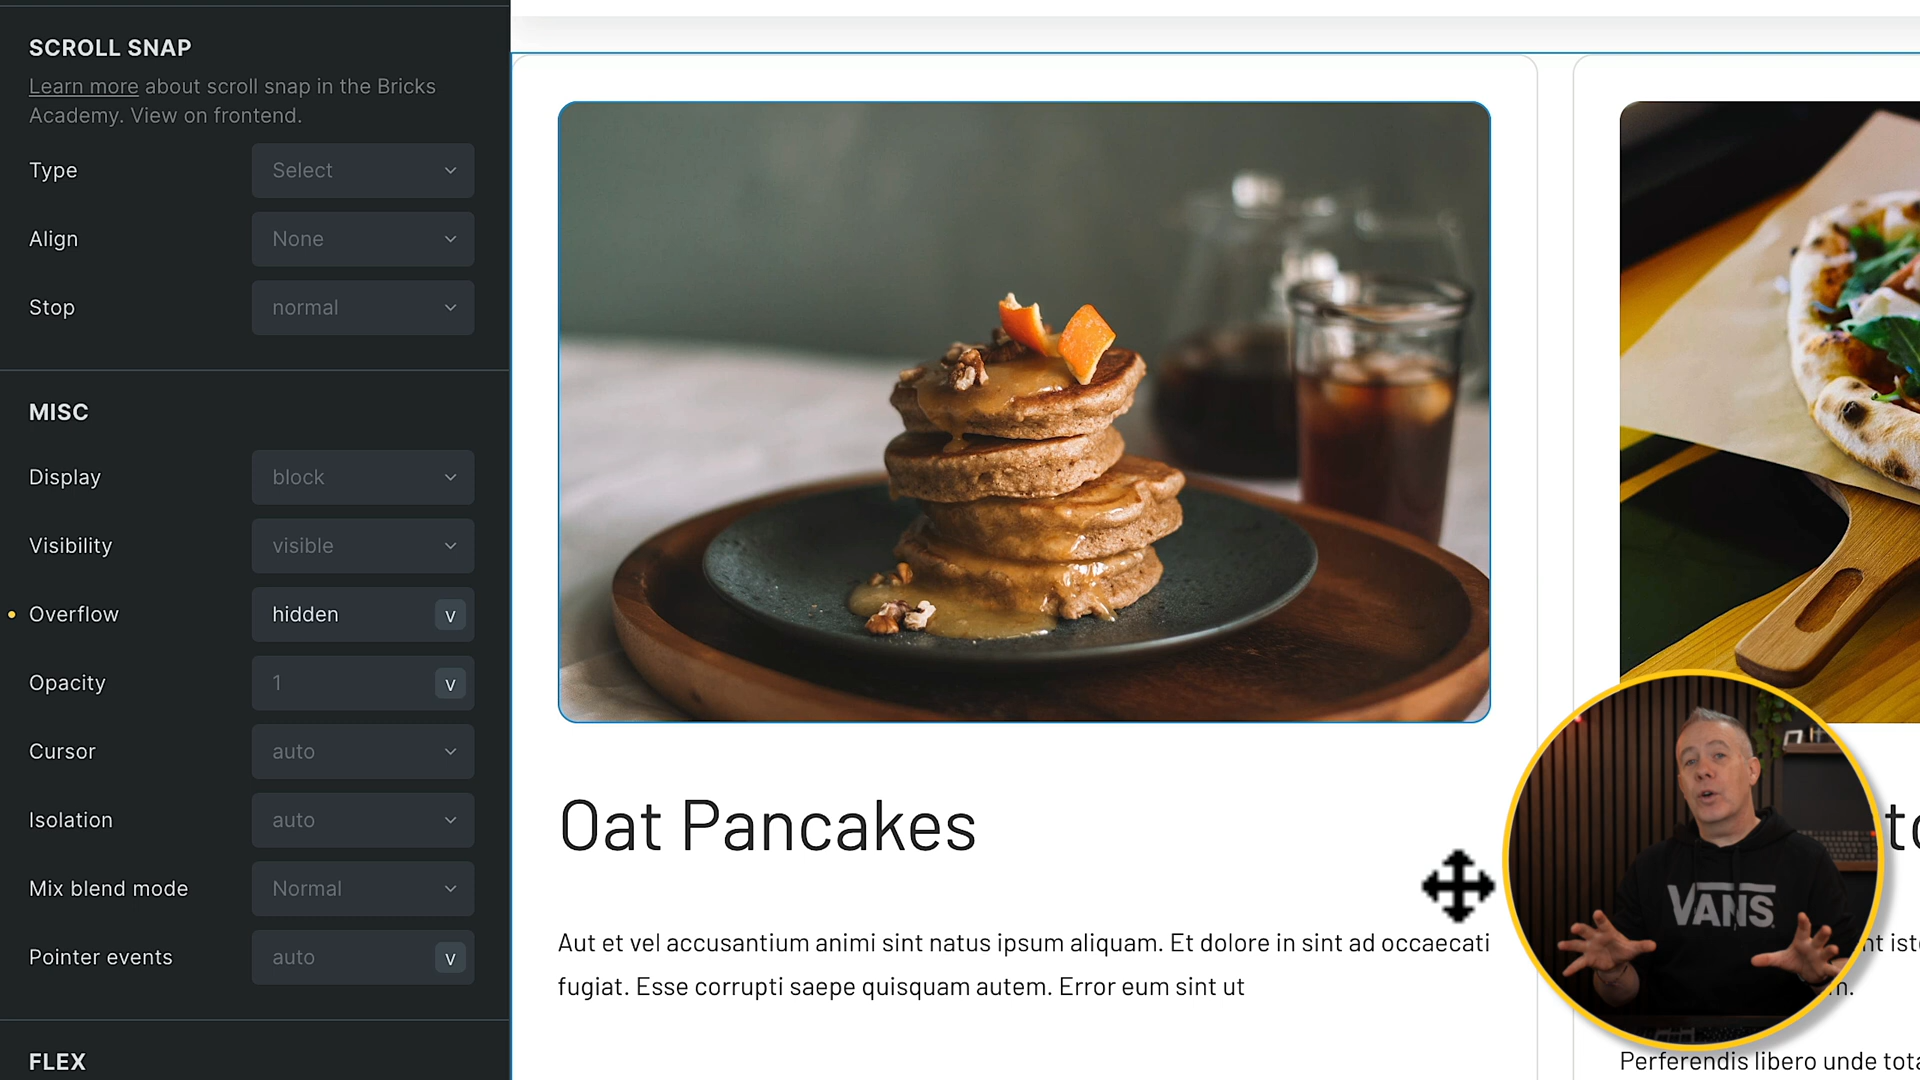 SCROLL SNAP
Learn more about scroll snap in the Bricks
Academy. View on frontend.
Type Select
Align None
Stop normal
MISC
Display block
Visibility visible
Overflow hidden v
Opacity 1 v
Cursor auto
Isolation auto
Mix blend mode Normal
Pointer events auto v
FLEX
Oat Pancakes
Aut et vel accusantium animi sint natus ipsum aliquam. Et dolore in sint ad occaecati
fugiat. Esse corrupti saepe quisquam autem. Error eum sint ut
VANS
Perferendis libero unde tota